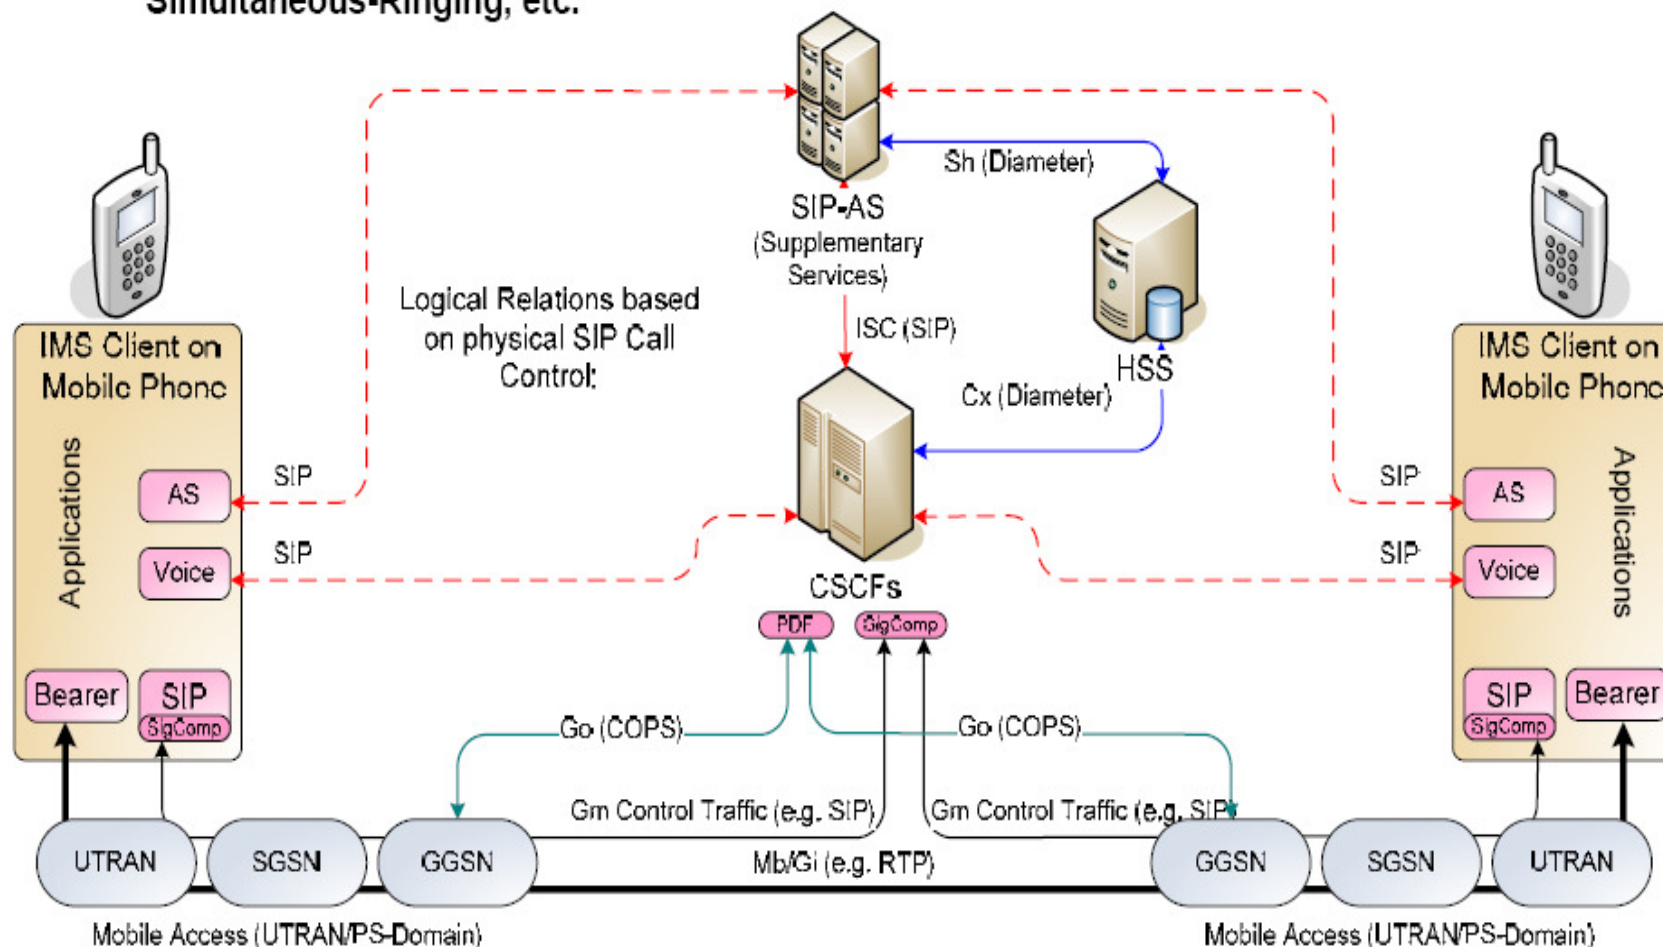 Simultaneous-Ringing, etc.
SIP-AS
(Supplementary
Services)
Sh (Diameter)
HSS
ISC (SIP)
Cx (Diameter)
Logical Relations based
on physical SIP Call
Control:
CSCFs
PDF
SigComp
IMS Client on
Mobile Phone
Applications
AS
Voice
Bearer
SIP
SigComp
SIP
SIP
IMS Client on
Mobile Phone
Applications
AS
Voice
SIP
SigComp
Bearer
SIP
SIP
Go (COPS)
Go (COPS)
Gm Control Traffic (e.g. SIP)
Gm Control Traffic (e.g. SIP)
Mb/Gi (e.g. RTP)
UTRAN
SGSN
GGSN
GGSN
SGSN
UTRAN
Mobile Access (UTRAN/PS-Domain)
Mobile Access (UTRAN/PS-Domain)